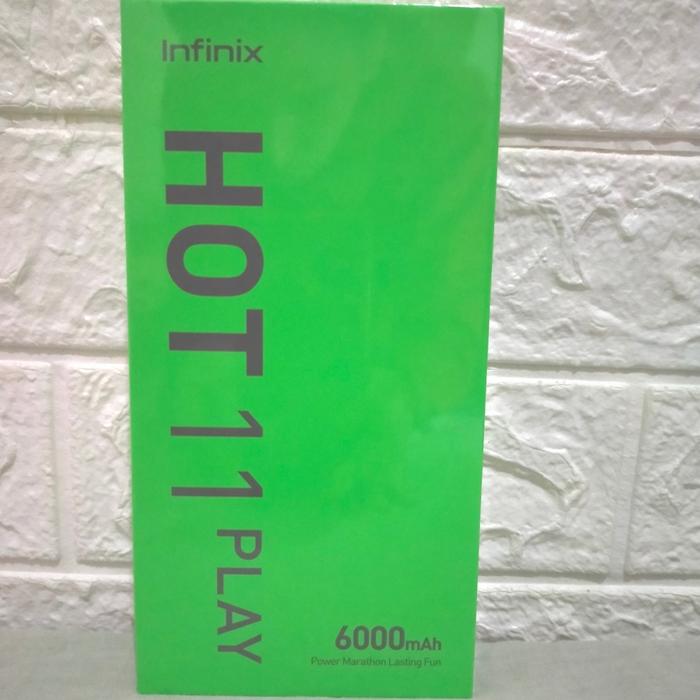 Infinix
HOT 11 PLAY
6000mAh
Power Marathon Lasting Fun